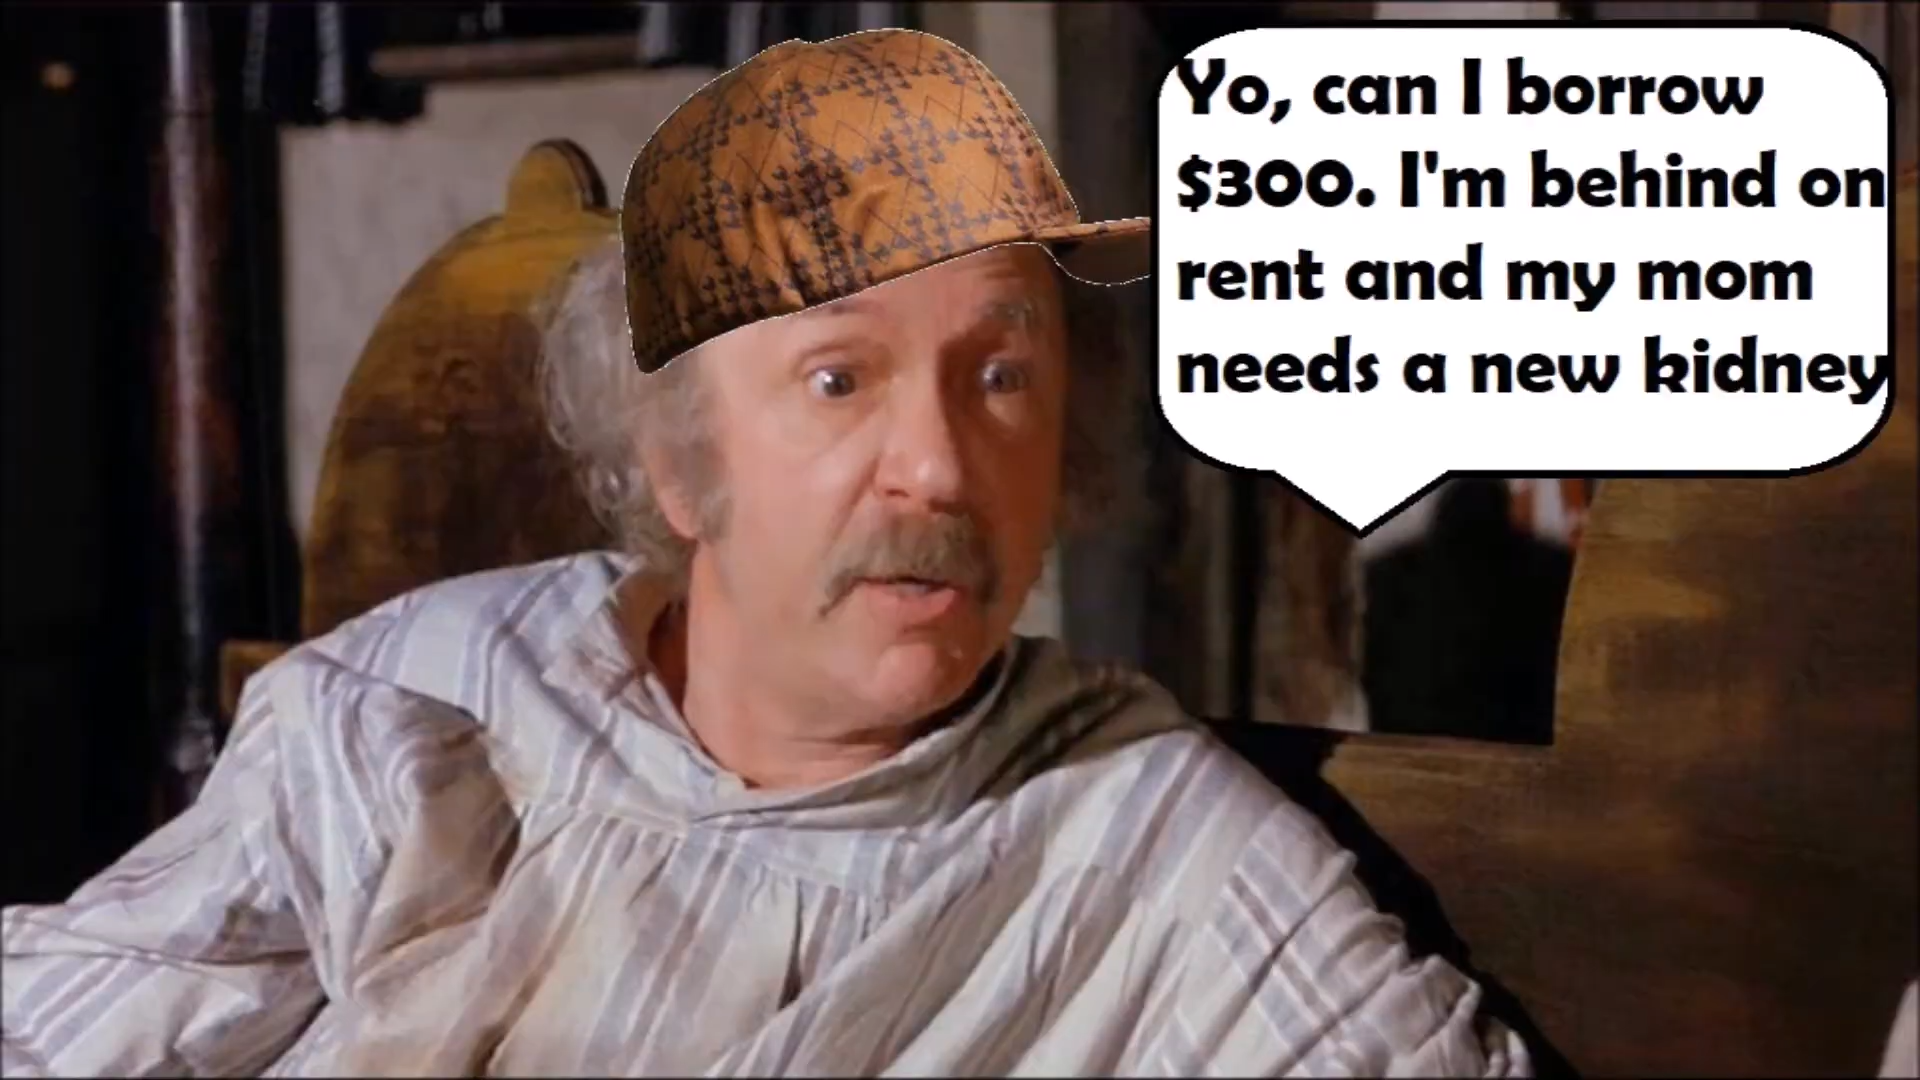 Yo, can I borrow
$300. I'm behind on
rent and my mom
needs a new kidney